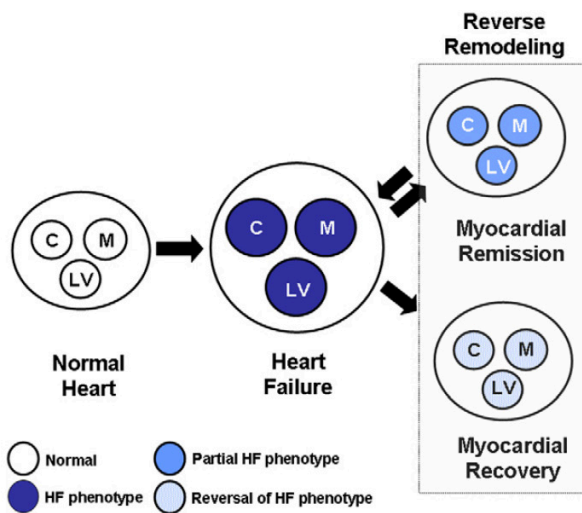 Reverse
Remodeling
C M
LV
Myocardial
Remission
C M
LV
Normal
Heart
C M
LV
Heart
Failure
C M
LV
Myocardial
Recovery
Normal
Partial HF phenotype
HF phenotype
Reversal of HF phenotype